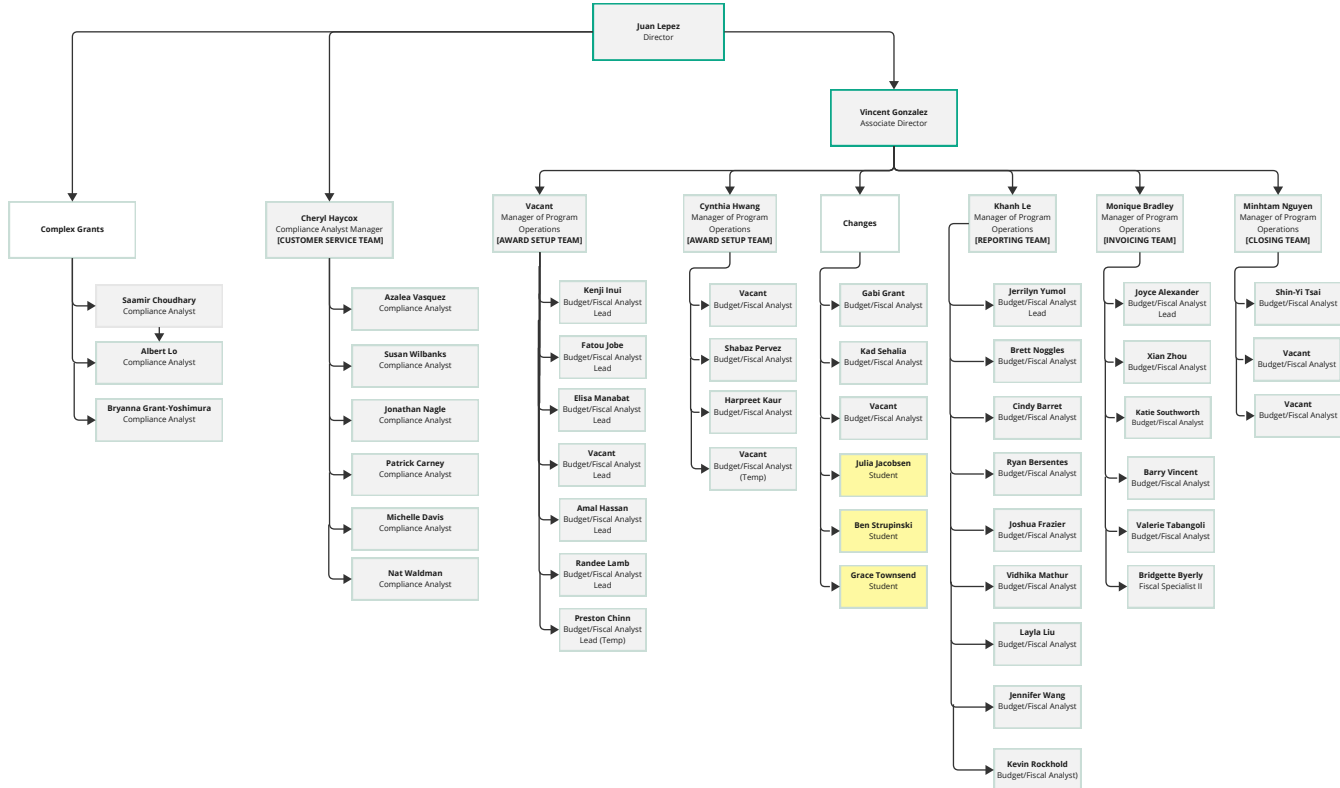 Juan Lepez
Director
Vincent Gonzalez
Associate Director
Complex Grants
Saamir Choudhary
Compliance Analyst
Albert Lo
Compliance Analyst
Bryanna Grant-Yoshimura
Compliance Analyst
Cheryl Haycox
Compliance Analyst Manager
[CUSTOMER SERVICE TEAM]
Azalea Vasquez
Compliance Analyst
Susan Wilbanks
Compliance Analyst
Jonathan Nagle
Compliance Analyst
Patrick Carney
Compliance Analyst
Michelle Davis
Compliance Analyst
Nat Waldman
Compliance Analyst
Vacant
Manager of Program
Operations
[AWARD SETUP TEAM]
Kenji Inui
Budget/Fiscal Analyst
Lead
Fatou Jobe
Budget/Fiscal Analyst
Lead
Elisa Manabat
Budget/Fiscal Analyst
Lead
Vacant
Budget/Fiscal Analyst
Lead
Amal Hassan
Budget/Fiscal Analyst
Lead
Randee Lamb
Budget/Fiscal Analyst
Lead
Preston Chinn
Budget/Fiscal Analyst
Lead (Temp)
Cynthia Hwang
Manager of Program
Operations
[AWARD SETUP TEAM]
Vacant
Budget/Fiscal Analyst
Shabaz Pervez
Budget/Fiscal Analyst
Harpreet Kaur
Budget/Fiscal Analyst
Vacant
Budget/Fiscal Analyst
(Temp)
Changes
Gabi Grant
Budget/Fiscal Analyst
Kad Sehalia
Budget/Fiscal Analyst
Vacant
Budget/Fiscal Analyst
Julia Jacobsen
Student
Ben Strupinski
Student
Grace Townsend
Student
Khanh Le
Manager of Program
Operations
[REPORTING TEAM]
Jerrilyn Yumol
Budget/Fiscal Analyst
Lead
Brett Noggles
Budget/Fiscal Analyst
Cindy Barret
Budget/Fiscal Analyst
Ryan Bersentes
Budget/Fiscal Analyst
Joshua Frazier
Budget/Fiscal Analyst
Vidhika Mathur
Budget/Fiscal Analyst
Layla Liu
Budget/Fiscal Analyst
Jennifer Wang
Budget/Fiscal Analyst
Kevin Rockhold
Budget/Fiscal Analyst)
Monique Bradley
Manager of Program
Operations
[INVOICING TEAM]
Joyce Alexander
Budget/Fiscal Analyst
Lead
Xian Zhou
Budget/Fiscal Analyst
Katie Southworth
Budget/Fiscal Analyst
Barry Vincent
Budget/Fiscal Analyst
Valerie Tabangoli
Budget/Fiscal Analyst
Bridgette Byerly
Fiscal Specialist II
Minhtam Nguyen
Manager of Program
Operations
[CLOSING TEAM]
Shin-Yi Tsai
Budget/Fiscal Analyst
Vacant
Budget/Fiscal Analyst
Vacant
Budget/Fiscal Analyst